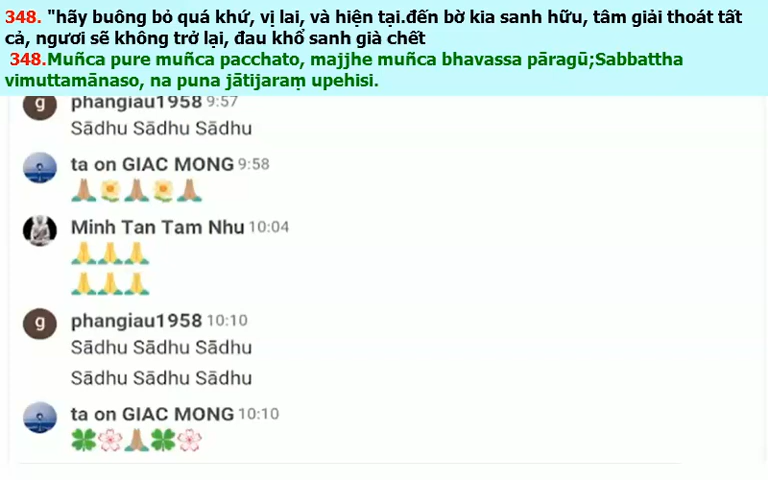 348. "hãy buông bỏ quá khứ, vị lai, và hiện tại.đến bờ kia sanh hữu, tâm giải thoát tất
cả, ngươi sẽ không trở lại, đau khổ sanh già chết
348.Muñca pure muñca pacchato, majjhe muñca bhavassa pāragū;Sabbattha
vimuttamānaso, na puna jātijaraṃ upehisi.
g phangiau1958 9:57
Sādhu Sādhu Sādhu
ta on GIAC MONG 9:58
🙏🏽🌼🙏🏽🌼🙏🏽
Minh Tan Tam Nhu 10:04
🙏🙏🙏
🙏🙏🙏
g phangiau1958 10:10
Sādhu Sādhu Sādhu
Sādhu Sādhu Sādhu
ta on GIAC MONG 10:10
🍀🌸🙏🏽🍀🌸